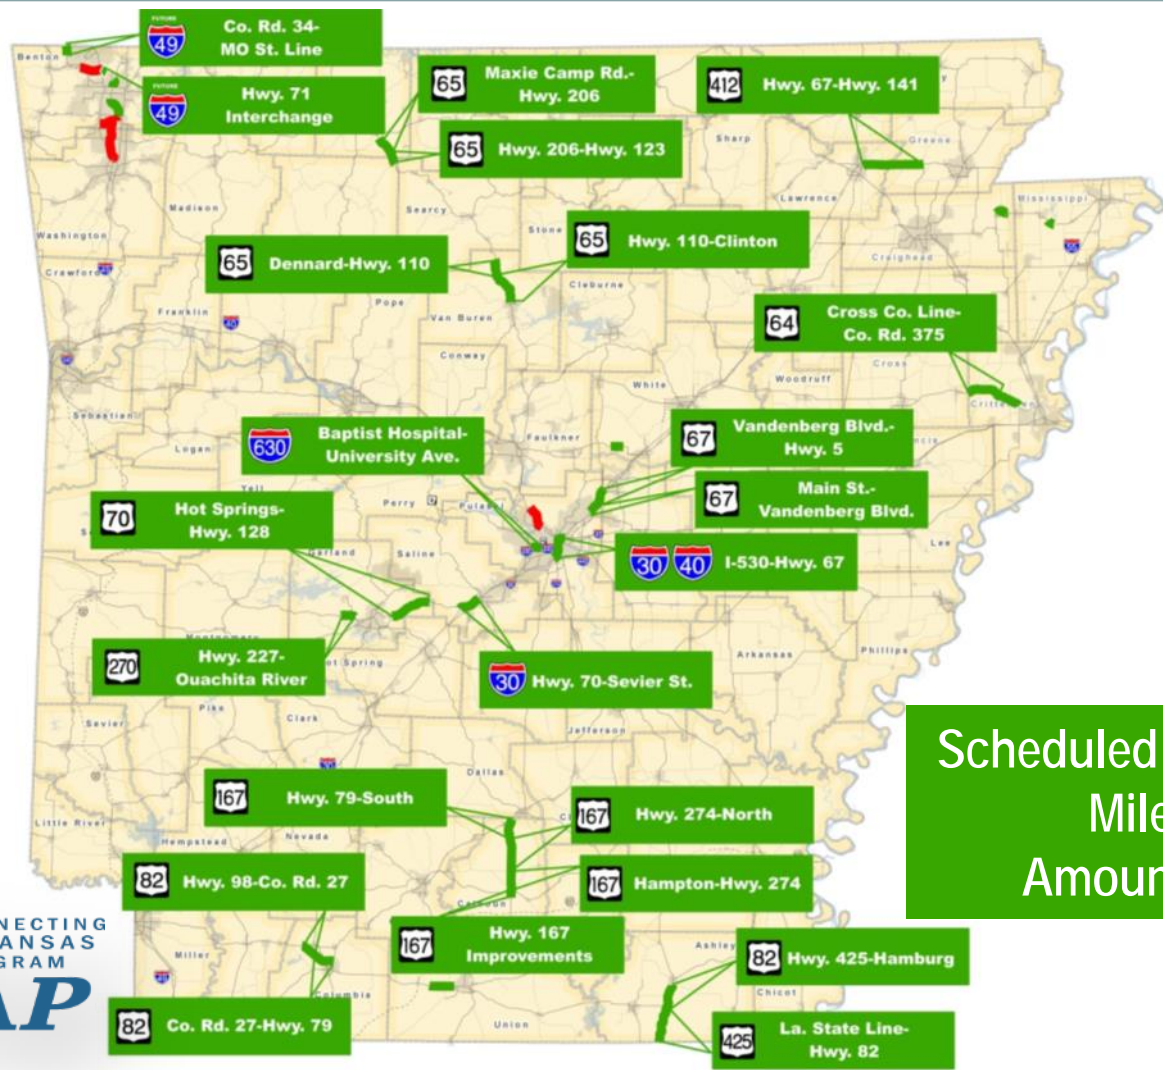 FUTURE
49
Co. Rd. 34-
MO St. Line
Benton
FUTURE
49
Hwy. 71
Interchange
65
Maxie Camp Rd.-
Hwy. 206
412
Hwy. 67-Hwy. 141
65
Hwy. 206-Hwy. 123
Sharp
Greene
Madison
Searcy
Lawrence
Mississippi
Washington
Stone
65
Hwy. 110-Clinton
Craighead
Crawford
65
Dennard-Hwy. 110
Cleburne
Franklin
Pope
Van Buren
64
Cross Co. Line-
Co. Rd. 375
Cross
Conway
White
Woodruff
Sebastian
Logan
630
Baptist Hospital-
University Ave.
Faulkner
67
Vandenberg Blvd.-
Hwy. 5
Yell
Perry
67
Main St.-
Vandenberg Blvd.
70
Hot Springs-
Hwy. 128
Garland
Saline
30
40
I-530-Hwy. 67
Lee
Montgomery
270
Hwy. 227-
Ouachita River
30
Hwy. 70-Sevier St.
Arkansas
Phillips
Pike
Sevier
Clark
Jefferson
Scheduled
Mile
Amoun
Dallas
167
Hwy. 79-South
167
Hwy. 274-North
Little River
Hempstead
Nevada
82
Hwy. 98-Co. Rd. 27
167
Hampton-Hwy. 274
NECTING
ANSAS
GRAM
AP
Miller
167
Hwy. 167
Improvements
Ashley
82
Hwy. 425-Hamburg
Chicot
Columbia
82
Co. Rd. 27-Hwy. 79
Union
425
La. State Line-
Hwy. 82